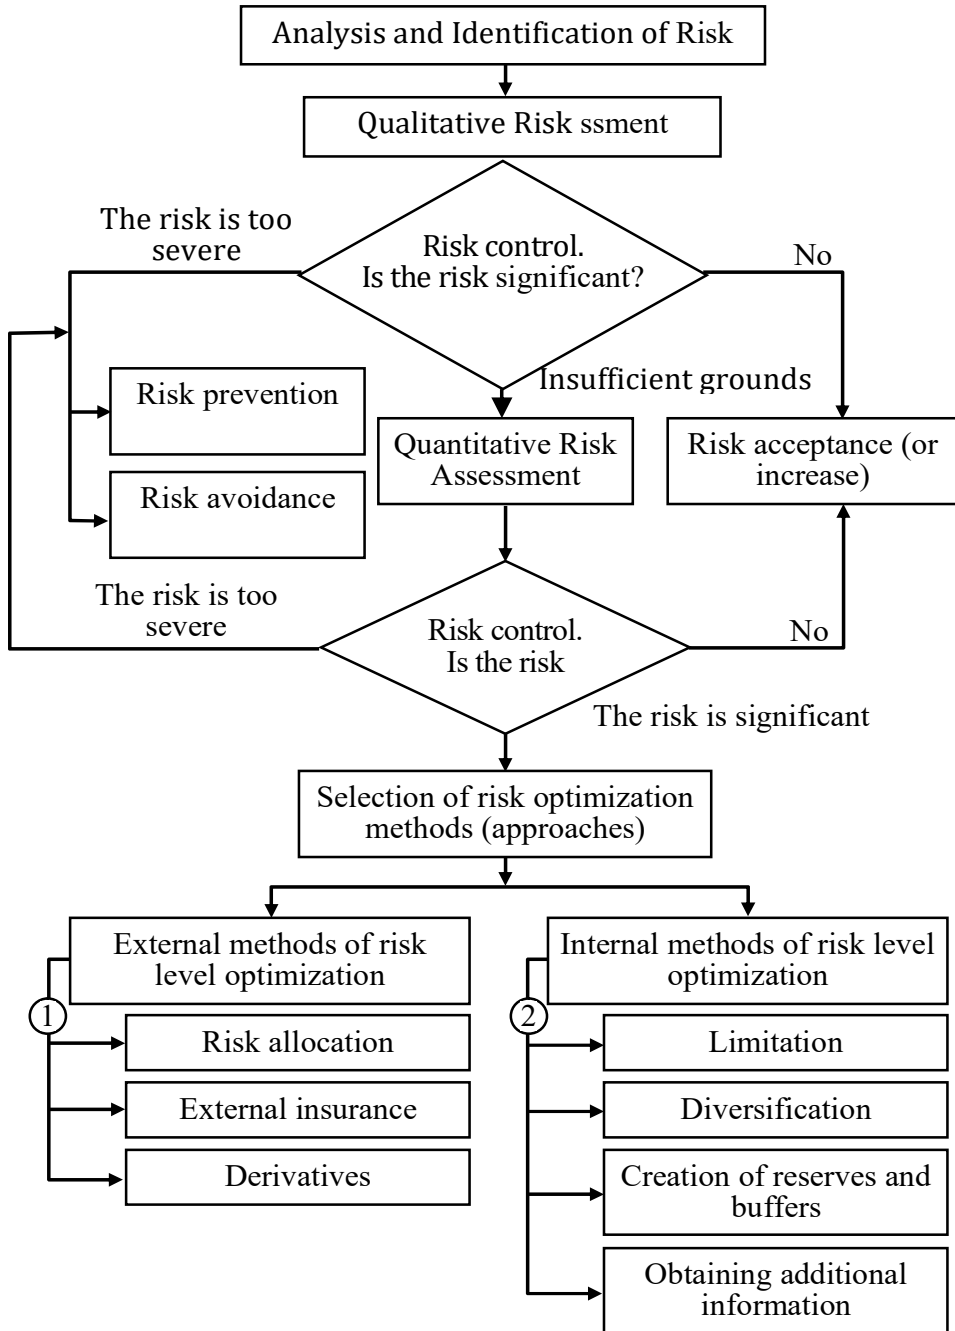 Analysis and Identification of Risk
Qualitative Risk ssment
The risk is too
severe
Risk control.
Is the risk significant?
No
Insufficient grounds
Risk prevention
Quantitative Risk
Assessment
Risk acceptance (or
increase)
Risk avoidance
The risk is too
severe
Risk control.
Is the risk
No
The risk is significant
Selection of risk optimization
methods (approaches)
External methods of risk
level optimization
Internal methods of risk level
optimization
1
2
Risk allocation
Limitation
External insurance
Diversification
Derivatives
Creation of reserves and
buffers
Obtaining additional
information